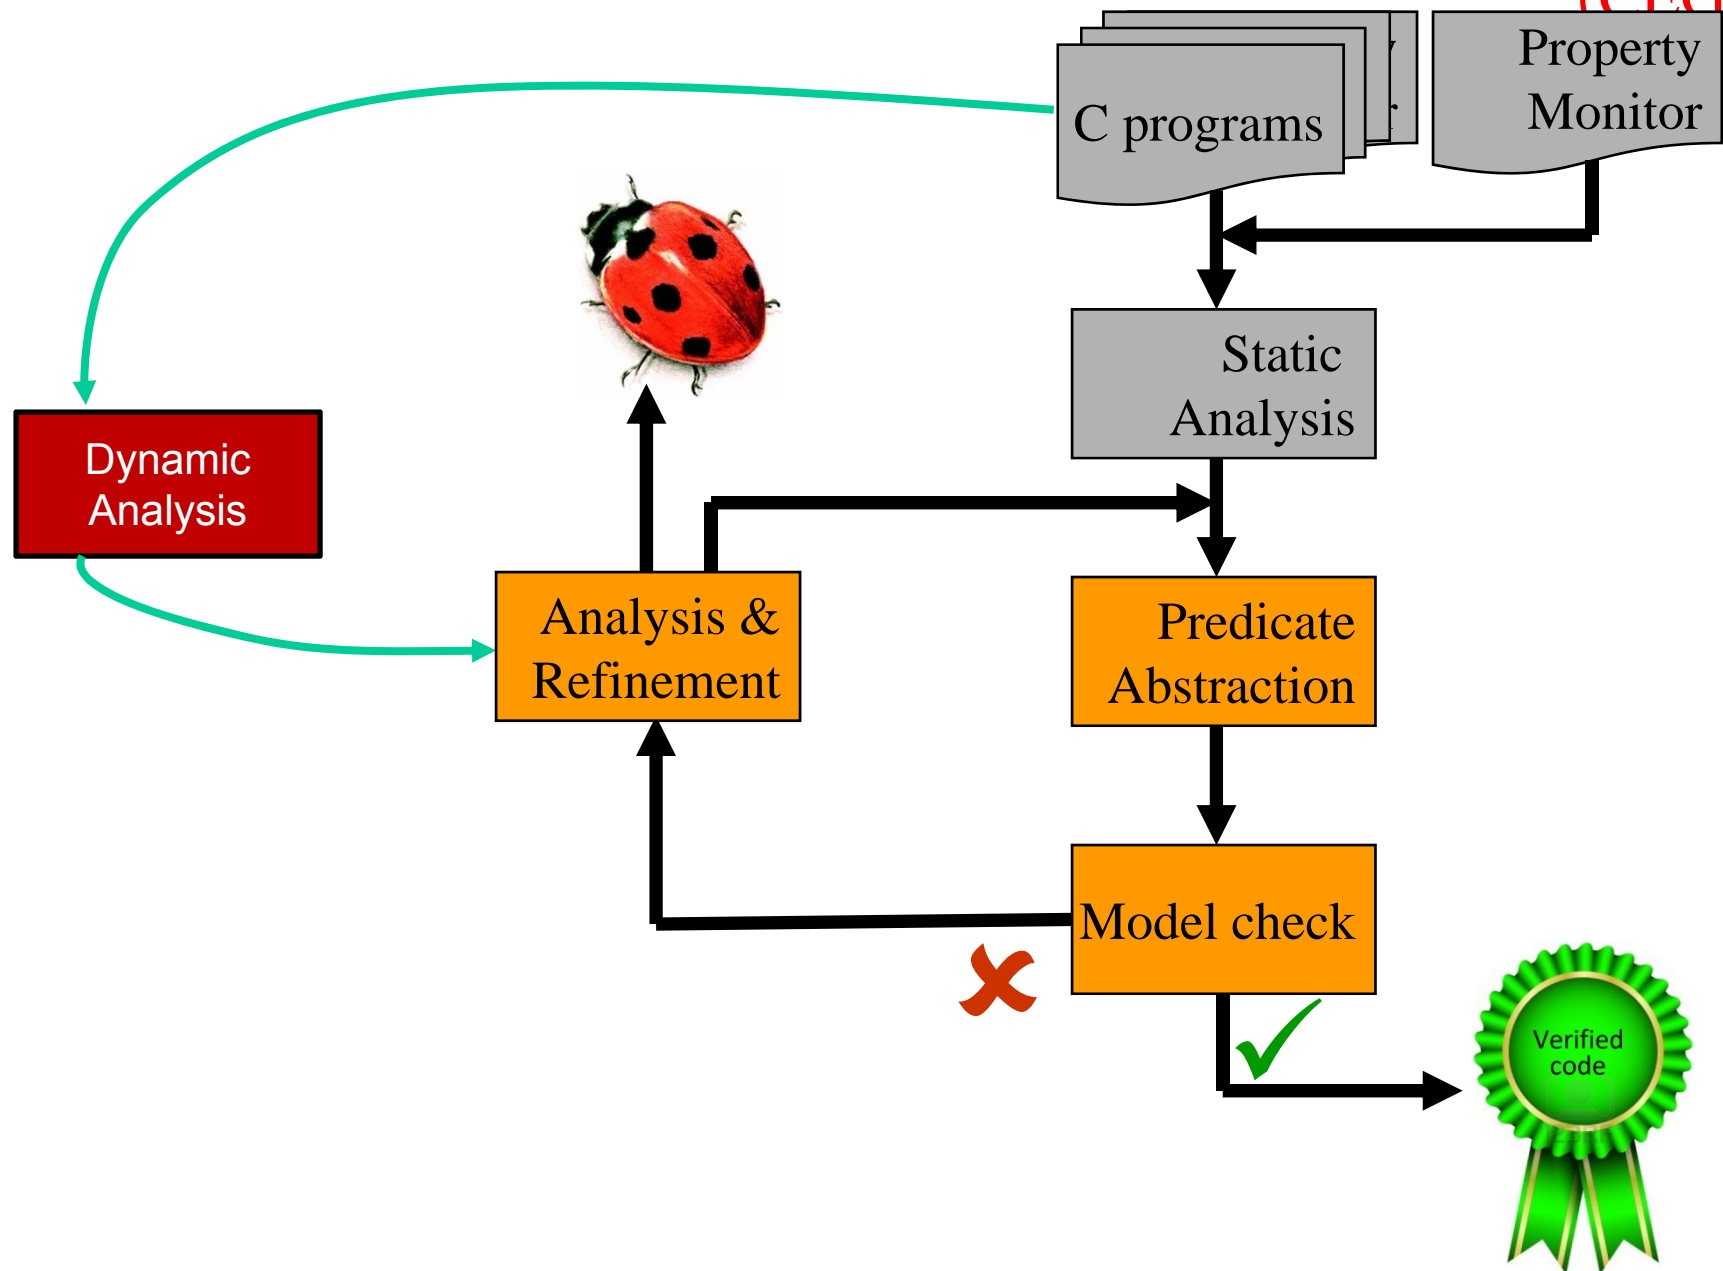 Property
Monitor
C programs
Static
Analysis
Dynamic
Analysis
Analysis &
Refinement
Predicate
Abstraction
Model check
Verified
code